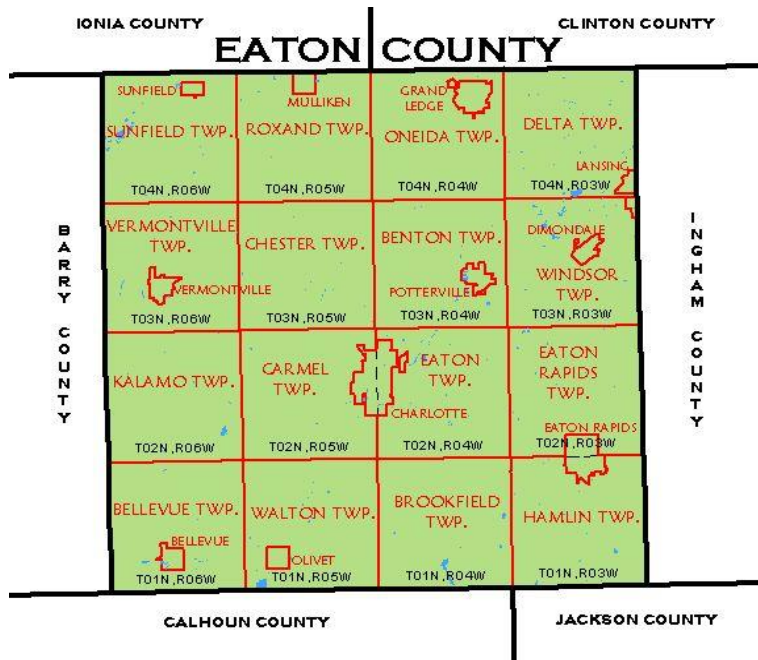 IONIA COUNTY
CLINTON COUNTY
EATON COUNTY
SUNFIELD
SUNFIELD TWP.
T04N,R06W
MULLIKEN
ROXAND TWP.
T04N,R05W
GRAND
LEDGE
ONEIDA TWP.
T04N,R04W
DELTA TWP.
LANSING
T04N,R03W
BARRY COUNTY
INGHAM COUNTY
VERMONTVILLE
TWP.
VERMONTVILLE
T03N,R06W
CHESTER TWP.
T03N,R05W
BENTON TWP.
POTTERVILLE
T03N,R04W
DIMONDALE
WINDSOR
TWP.
T03N,R03W
KALAMO TWP.
T02N,R06W
CARMEL
TWP.
T02N,R05W
EATON
TWP.
CHARLOTTE
T02N,R04W
EATON
RAPIDS
TWP.
EATON RAPIDS
T02N,R03W
BELLEVUE TWP.
BELLEVUE
T01N,R06W
WALTON TWP.
OLIVET
T01N,R05W
BROOKFIELD
TWP.
T01N,R04W
HAMLIN TWP.
T01N,R03W
CALHOUN COUNTY
JACKSON COUNTY